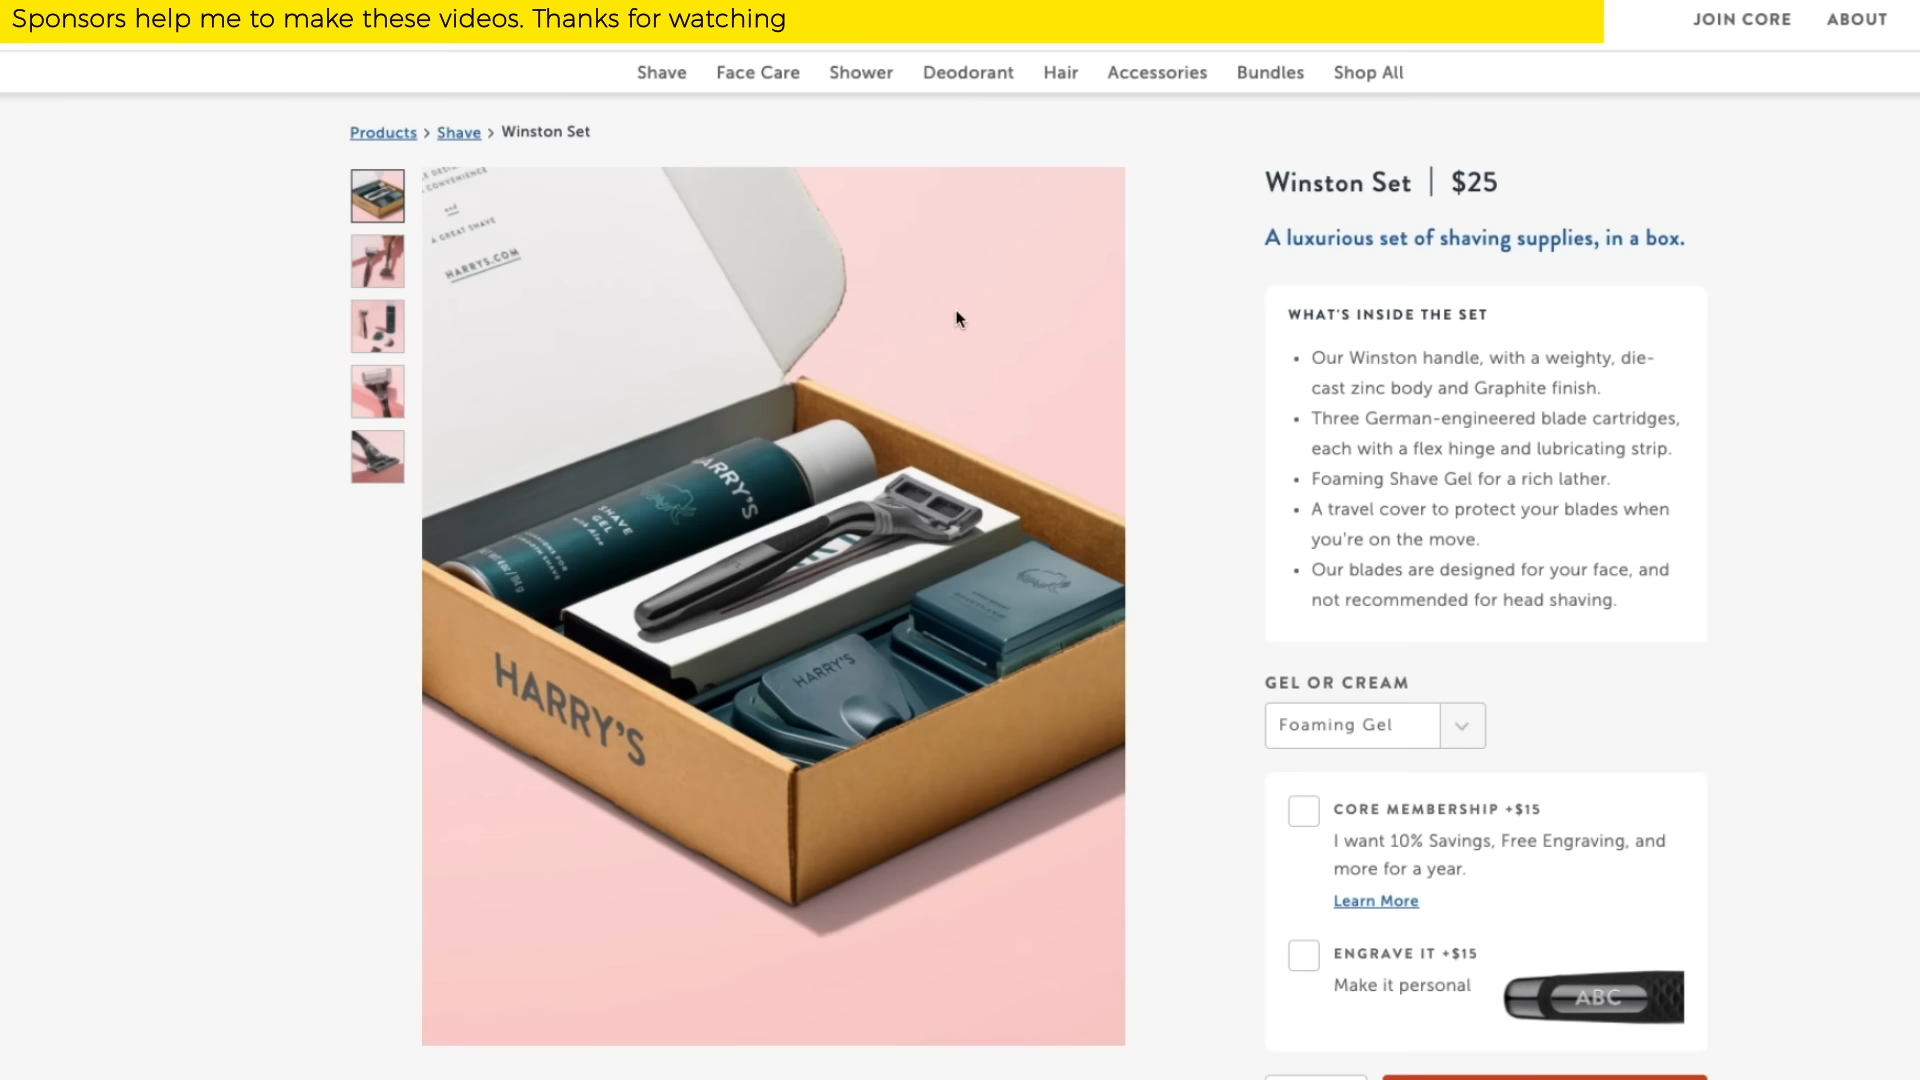 Sponsors help me to make these videos. Thanks for watching
JOIN CORE ABOUT
Shave Face Care Shower Deodorant Hair Accessories Bundles Shop All
Products > Shave > Winston Set
CONVENIENCE
and
A GREAT SHAVE
HARRYS.COM
HARRY'S
SHAVE
GEL
with Aloe
HARRY'S
HARRY'S
Winston Set | $25
A luxurious set of shaving supplies, in a box.
WHAT'S INSIDE THE SET
• Our Winston handle, with a weighty, die-
cast zinc body and Graphite finish.
• Three German-engineered blade cartridges,
each with a flex hinge and lubricating strip.
• Foaming Shave Gel for a rich lather.
• A travel cover to protect your blades when
you're on the move.
• Our blades are designed for your face, and
not recommended for head shaving.
GEL OR CREAM
Foaming Gel
CORE MEMBERSHIP +$15
I want 10% Savings, Free Engraving, and
more for a year.
Learn More
ENGRAVE IT +$15
Make it personal
ABC